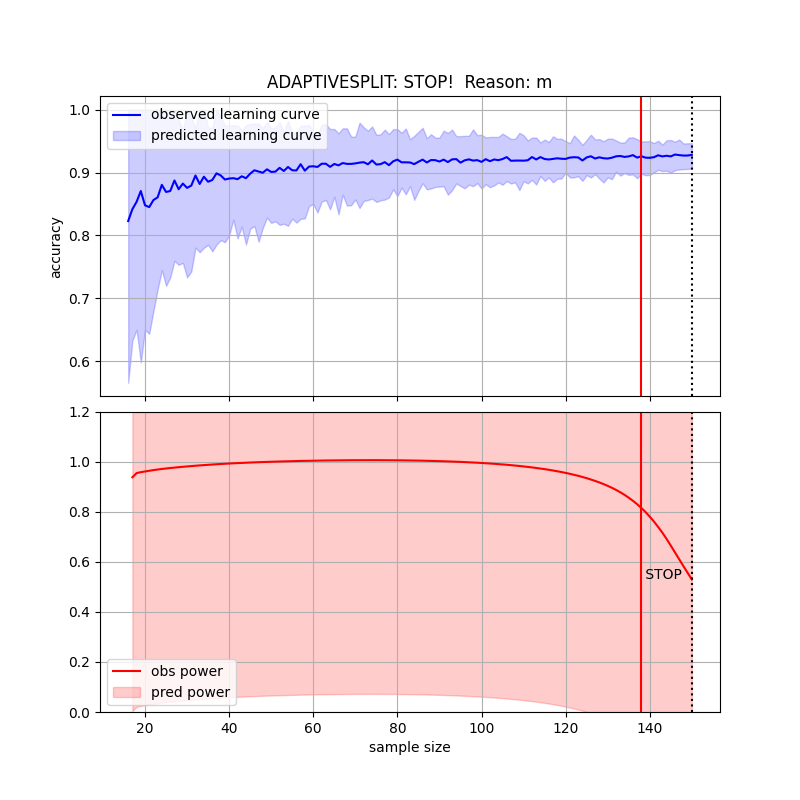 ADAPTIVESPLIT: STOP!  Reason: m
1.0
observed learning curve
predicted learning curve
0.9
0.8
accuracy
0.7
0.6
1.2
1.0
0.8
0.6
STOP
0.4
0.2
obs power
pred power
0.0
20 40 60 80 100 120 140
sample size